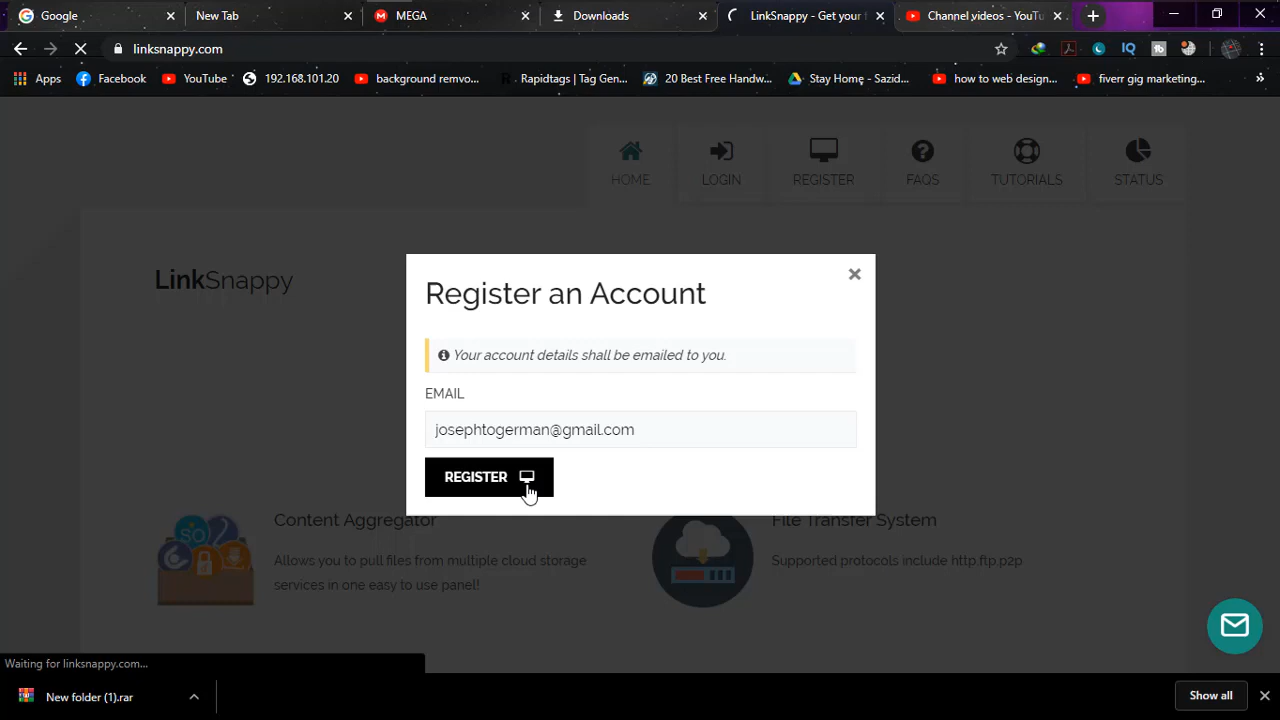 Google
New Tab
MEGA
Downloads
LinkSnappy - Get your
Channel videos - YouTu
linksnappy.com
Apps
Facebook
YouTube
192.168.101.20
background remvo...
Rapidtags | Tag Gen...
20 Best Free Handw...
Stay Home - Sazid...
how to web design...
fiverr gig marketing...
HOME
LOGIN
REGISTER
FAQS
TUTORIALS
STATUS
LinkSnappy
Register an Account
Your account details shall be emailed to you.
EMAIL
josephtogerman@gmail.com
REGISTER
Content Aggregator
Allows you to pull files from multiple cloud storage
services in one easy to use panel!
File Transfer System
Supported protocols include http,ftp,p2p
Waiting for linksnappy.com...
New folder (1).rar
Show all